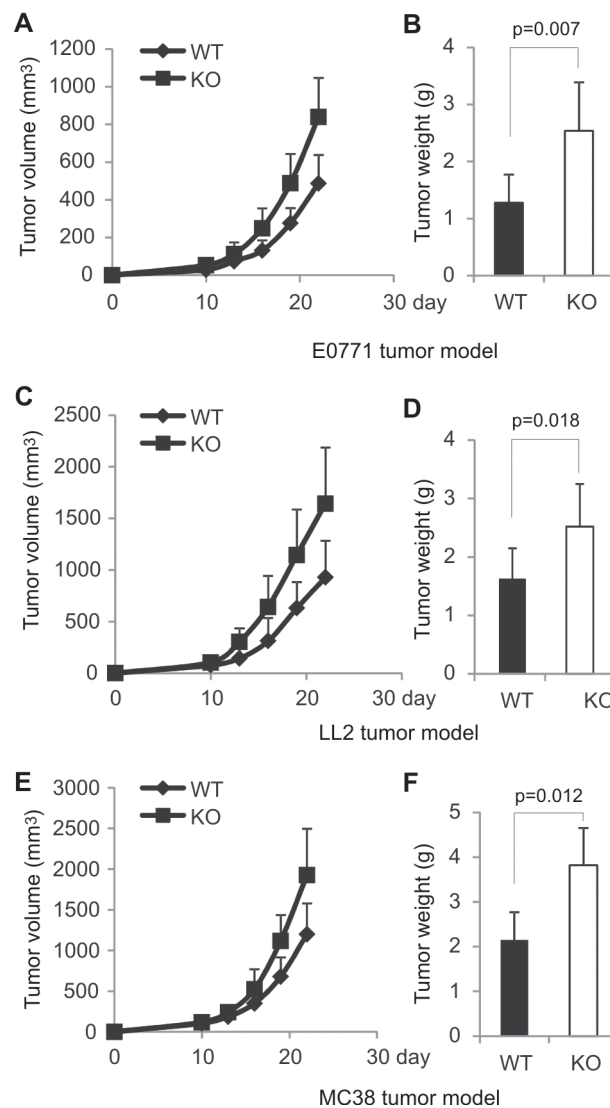 A
WT
KO
Tumor volume (mm³)
1200
1000
800
600
400
200
0
0
10
20
30 day
B
p=0.007
Tumor weight (g)
4
3
2
1
0
WT
KO
E0771 tumor model
C
WT
KO
Tumor volume (mm³)
2500
2000
1500
1000
500
0
0
10
20
30 day
D
p=0.018
Tumor weight (g)
4
3
2
1
0
WT
KO
LL2 tumor model
E
WT
KO
Tumor volume (mm³)
3000
2500
2000
1500
1000
500
0
0
10
20
30 day
F
p=0.012
Tumor weight (g)
5
4
3
2
1
0
WT
KO
MC38 tumor model